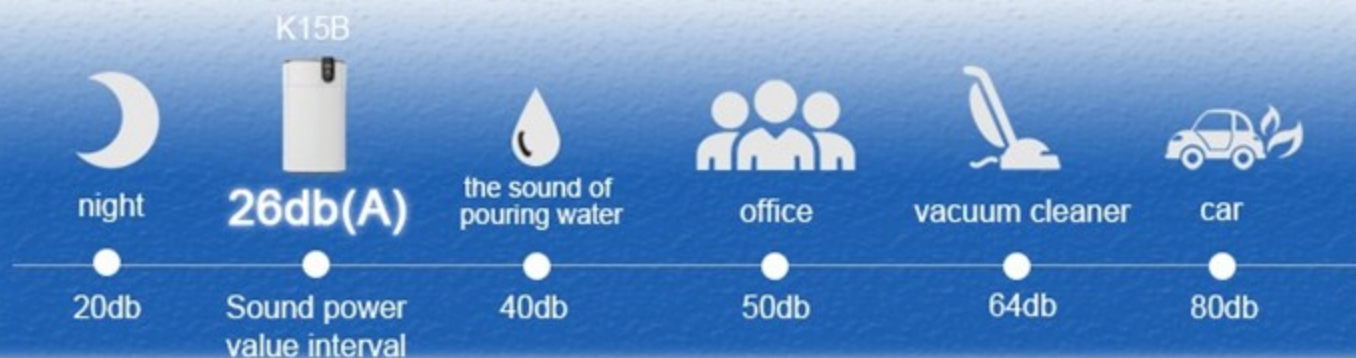 K15B
night
26db(A)
the sound of
pouring water
office
vacuum cleaner
car
20db
Sound power
value interval
40db
50db
64db
80db